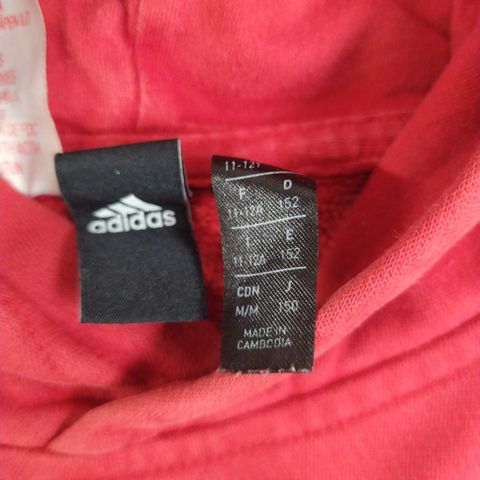 adidas
11-12Y
F D
11-12A 152
I E
11-12A 152
CDN J
M/M 150
MADE IN
CAMBODIA